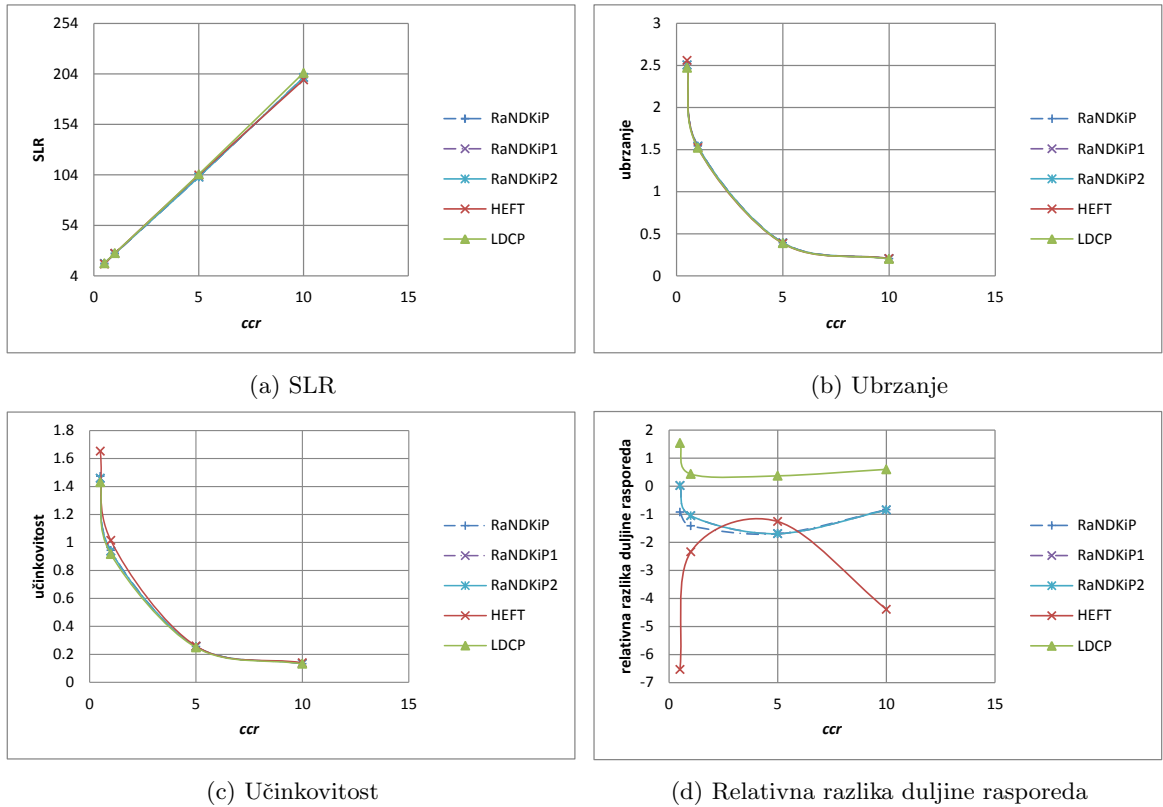 254
204
154
104
54
4
SLR
0
5
10
15
ccr
RaNDKiP
RaNDKiP1
RaNDKiP2
HEFT
LDCP
(a) SLR
3
2.5
2
1.5
1
0.5
0
ubrzanje
0
5
10
15
ccr
RaNDKiP
RaNDKiP1
RaNDKiP2
HEFT
LDCP
(b) Ubrzanje
1.8
1.6
1.4
1.2
1.0
0.8
0.6
0.4
0.2
0
učinkovitost
0
5
10
15
ccr
RaNDKiP
RaNDKiP1
RaNDKiP2
HEFT
LDCP
(c) Učinkovitost
2
1
0
-1
-2
-3
-4
-5
-6
-7
relativna razlika duljine rasporeda
0
5
10
15
ccr
RaNDKiP
RaNDKiP1
RaNDKiP2
HEFT
LDCP
(d) Relativna razlika duljine rasporeda